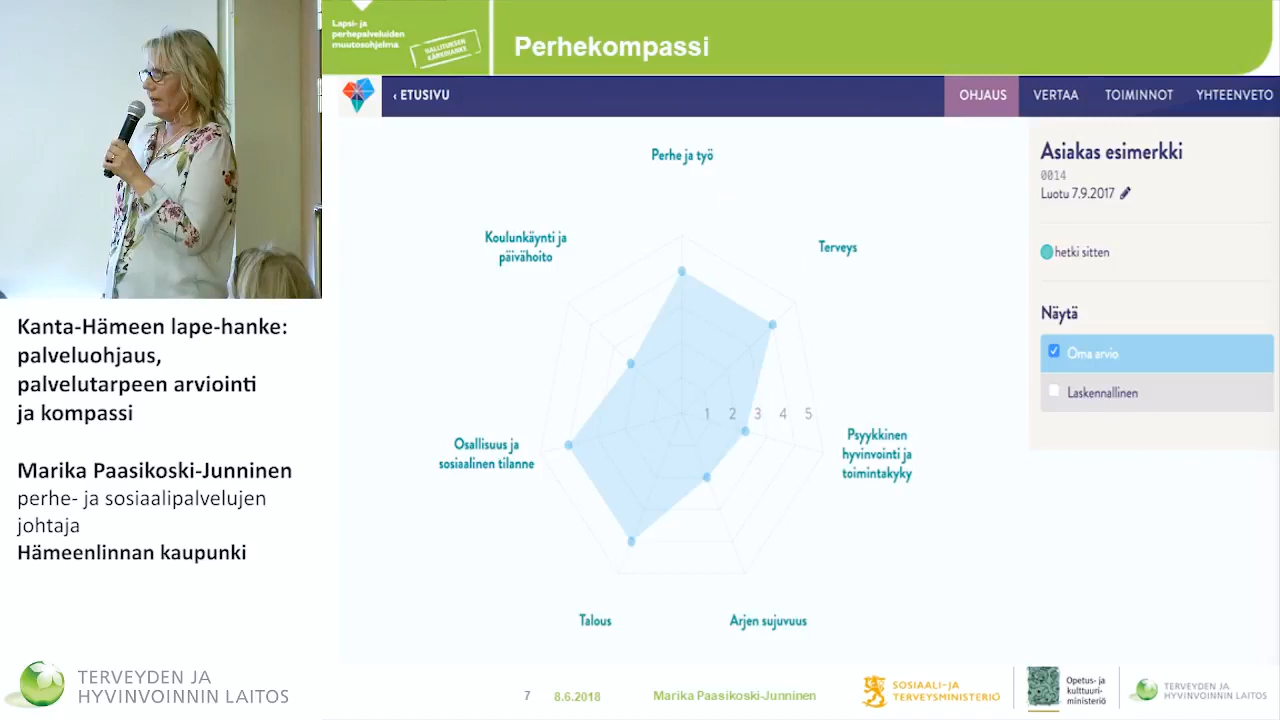 Lapsi- ja
perhepalveluiden
muutosohjelma
HALLITUKSEN
KÄRKIHANKE
Perhekompassi
‹ ETUSIVU
OHJAUS
VERTAA
TOIMINNOT
YHTEENVETO
Perhe ja työ
Koulunkäynti ja
päivähoito
Terveys
1 2 3 4 5
Osallisuus ja
sosiaalinen tilanne
Psyykkinen
hyvinvointi ja
toimintakyky
Talous
Arjen sujuvuus
Asiakas esimerkki
0014
Luotu 7.9.2017
hetki sitten
Näytä
Oma arvio
Laskennallinen
Kanta-Hämeen lape-hanke:
palveluohjaus,
palvelutarpeen arviointi
ja kompassi
Marika Paasikoski-Junninen
perhe- ja sosiaalipalvelujen
johtaja
Hämeenlinnan kaupunki
TERVEYDEN JA
HYVINVOINNIN LAITOS
7
8.6.2018
Marika Paasikoski-Junninen
SOSIAALI- JA
TERVEYSMINISTERIÖ
Opetus- ja
kulttuuri-
ministeriö
TERVEYDEN JA
HYVINVOINNIN LAITOS